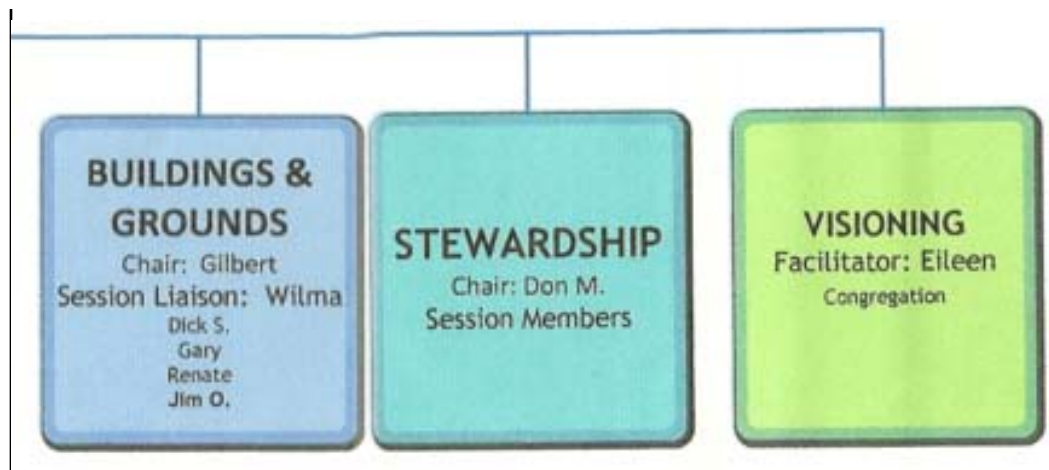 BUILDINGS &
GROUNDS
Chair: Gilbert
Session Liaison: Wilma
Dick S.
Gary
Renate
Jim O.
STEWARDSHIP
Chair: Don M.
Session Members
VISIONING
Facilitator: Eileen
Congregation